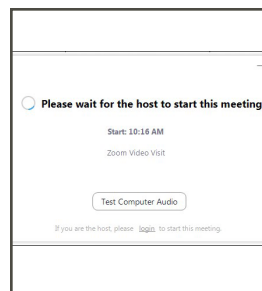 Please wait for the host to start this meeting
Start: 10:16 AM
Zoom Video Visit
Test Computer Audio
If you are the host, please login to start this meeting.